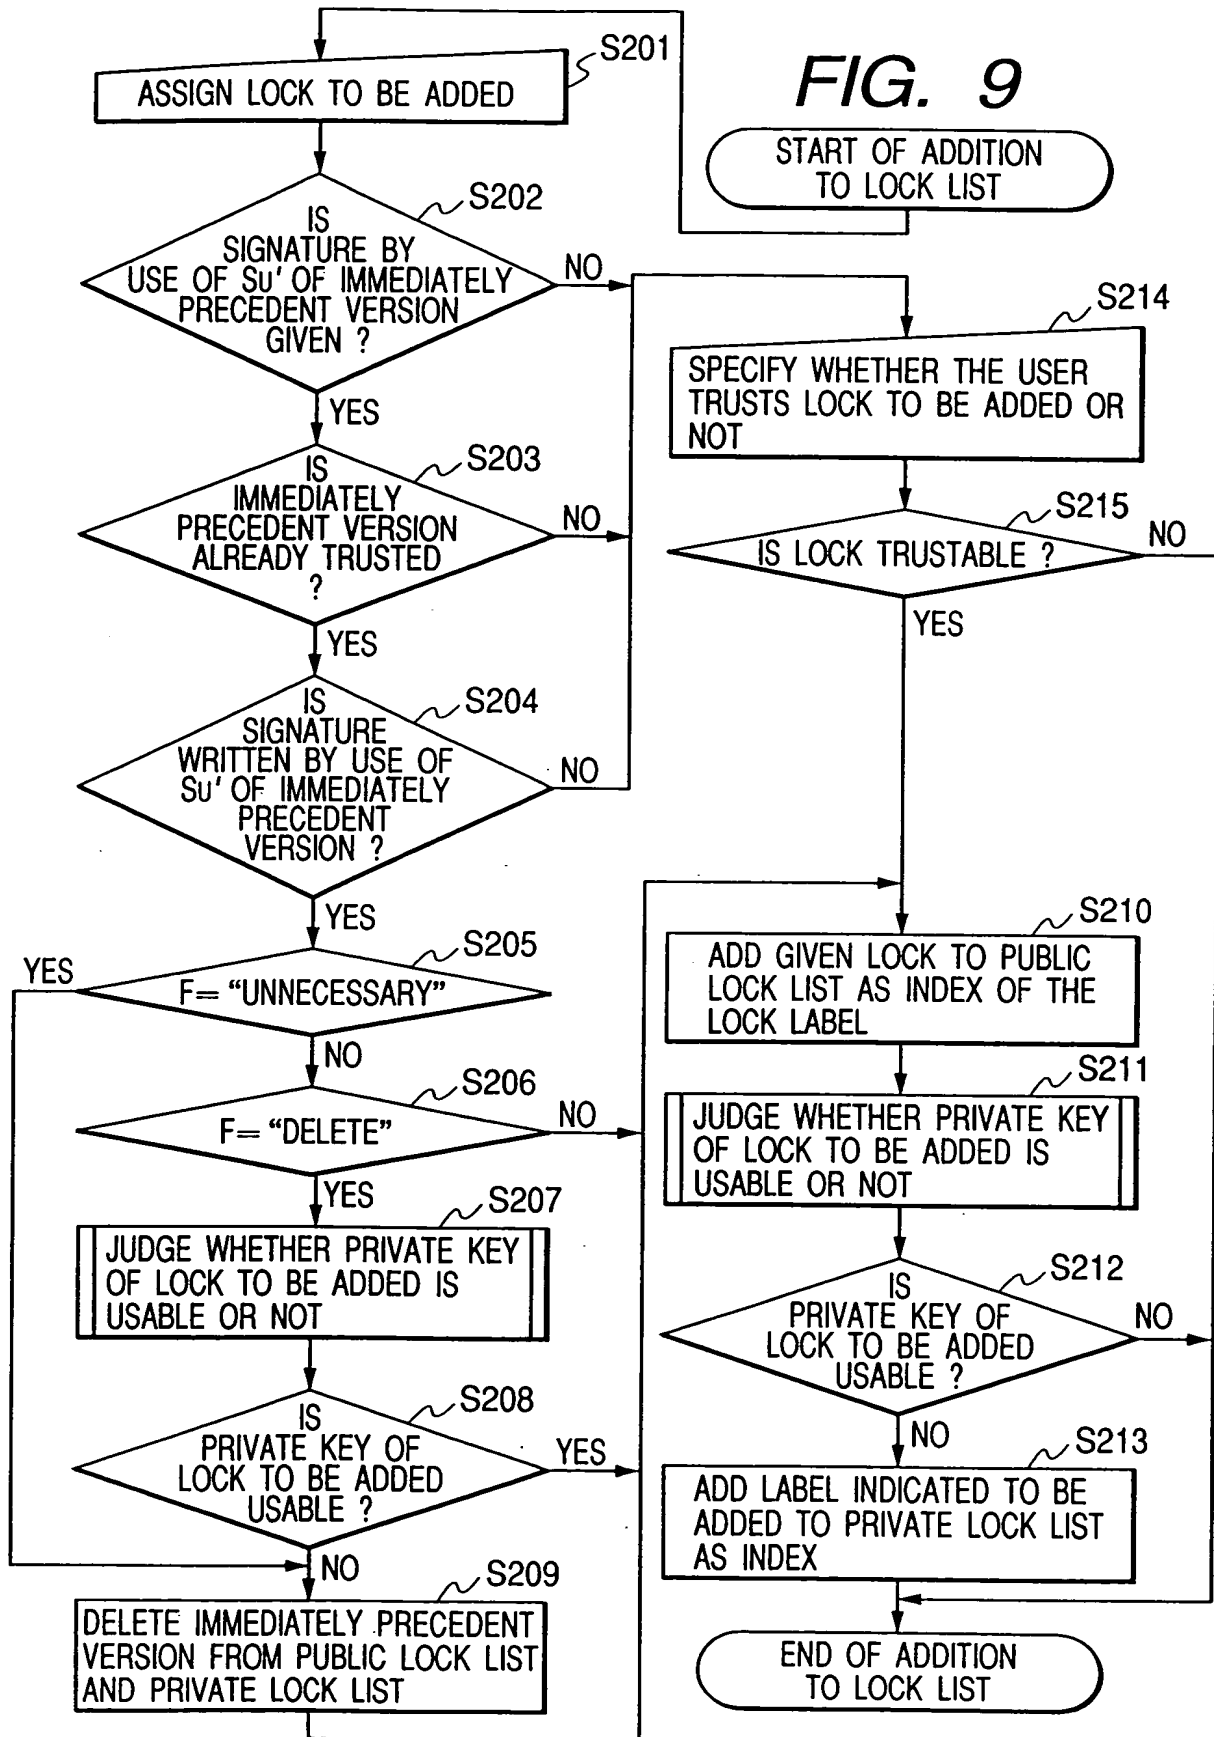 FIG. 9
START OF ADDITION
TO LOCK LIST
S201
ASSIGN LOCK TO BE ADDED
S202
IS
SIGNATURE BY
USE OF Su' OF IMMEDIATELY
PRECEDENT VERSION
GIVEN ?
NO
YES
S203
IS
IMMEDIATELY
PRECEDENT VERSION
ALREADY TRUSTED
?
NO
YES
S204
IS
SIGNATURE
WRITTEN BY USE OF
Su' OF IMMEDIATELY
PRECEDENT
VERSION ?
NO
YES
S205
YES
F= “UNNECESSARY”
NO
S206
F= “DELETE”
NO
YES
S207
JUDGE WHETHER PRIVATE KEY
OF LOCK TO BE ADDED IS
USABLE OR NOT
S208
IS
PRIVATE KEY OF
LOCK TO BE ADDED
USABLE ?
YES
NO
S209
DELETE IMMEDIATELY PRECEDENT
VERSION FROM PUBLIC LOCK LIST
AND PRIVATE LOCK LIST
S214
SPECIFY WHETHER THE USER
TRUSTS LOCK TO BE ADDED OR
NOT
S215
IS LOCK TRUSTABLE ?
NO
YES
S210
ADD GIVEN LOCK TO PUBLIC
LOCK LIST AS INDEX OF THE
LOCK LABEL
S211
JUDGE WHETHER PRIVATE KEY
OF LOCK TO BE ADDED IS
USABLE OR NOT
S212
IS
PRIVATE KEY OF
LOCK TO BE ADDED
USABLE ?
NO
NO
S213
ADD LABEL INDICATED TO BE
ADDED TO PRIVATE LOCK LIST
AS INDEX
END OF ADDITION
TO LOCK LIST